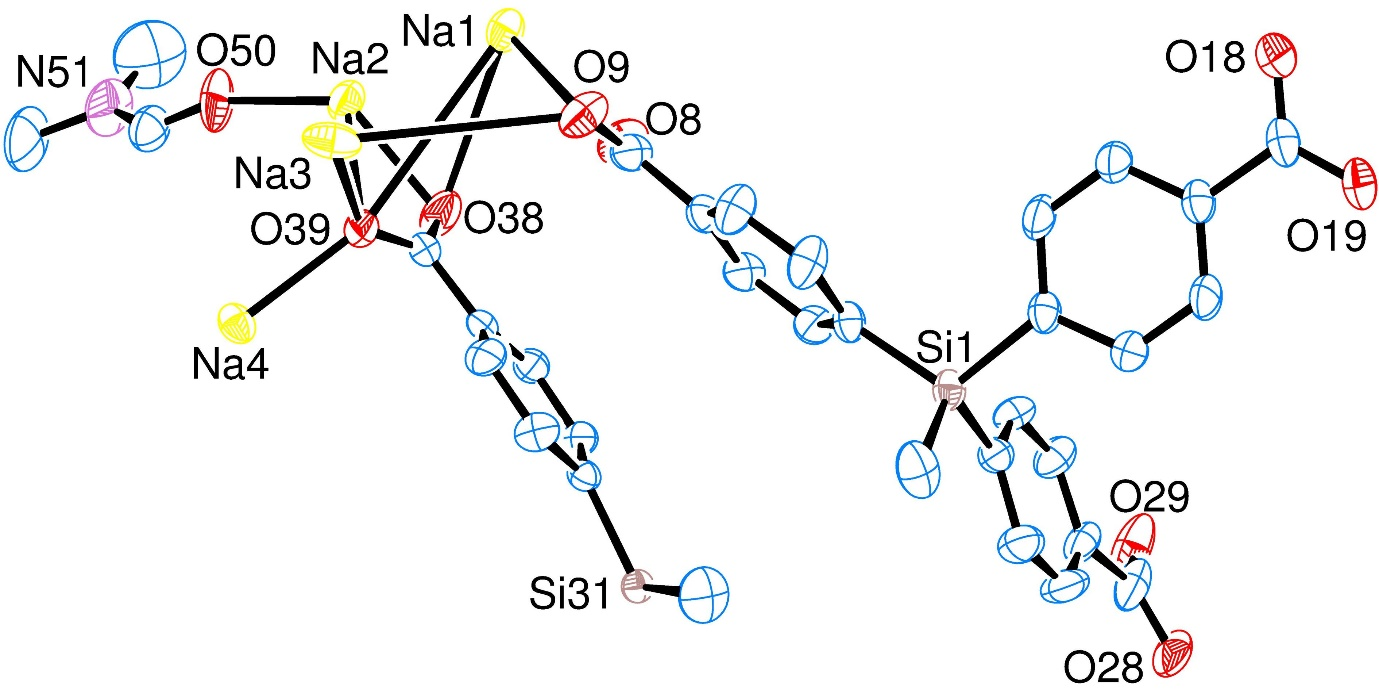 Na1
O18
N51
O50
Na2
O9
O8
Na3
O39
O38
O19
Na4
Si1
O29
Si31
O28